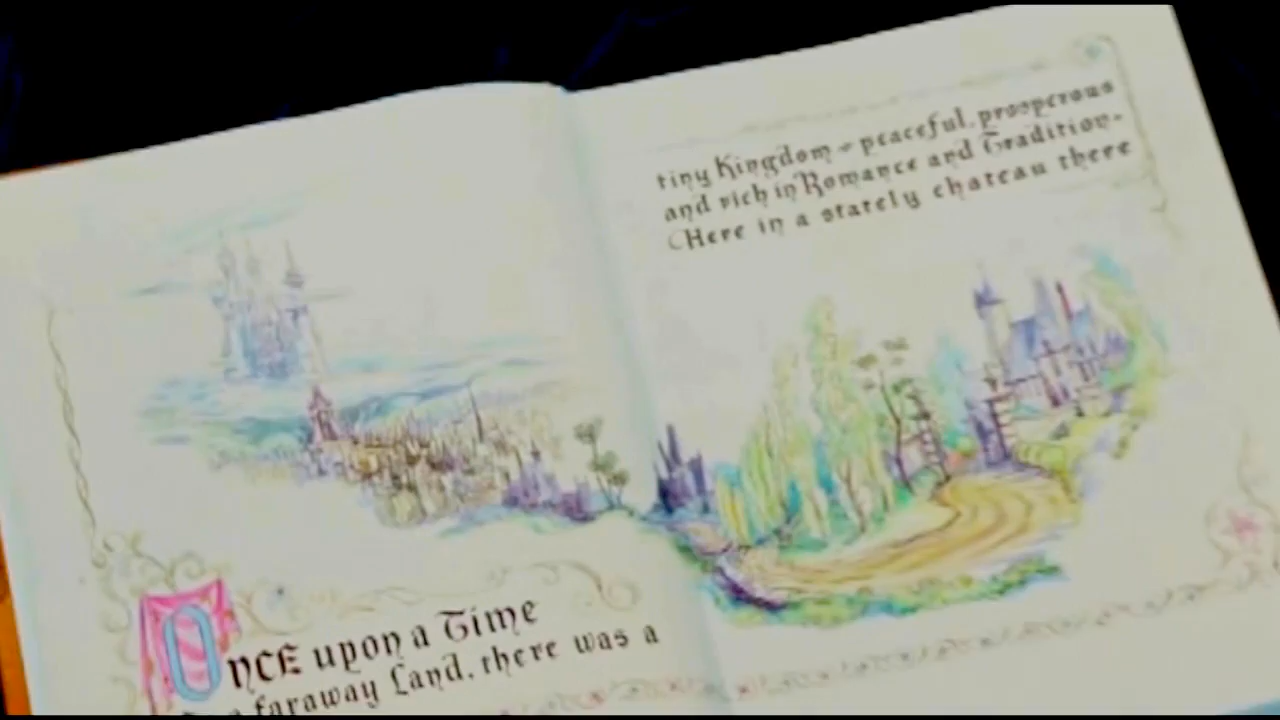 ONCE upon a Time
a faraway Land, there was a
tiny Kingdom - peaceful, prosperous
and rich in Romance and Tradition-
Here in a stately chateau there